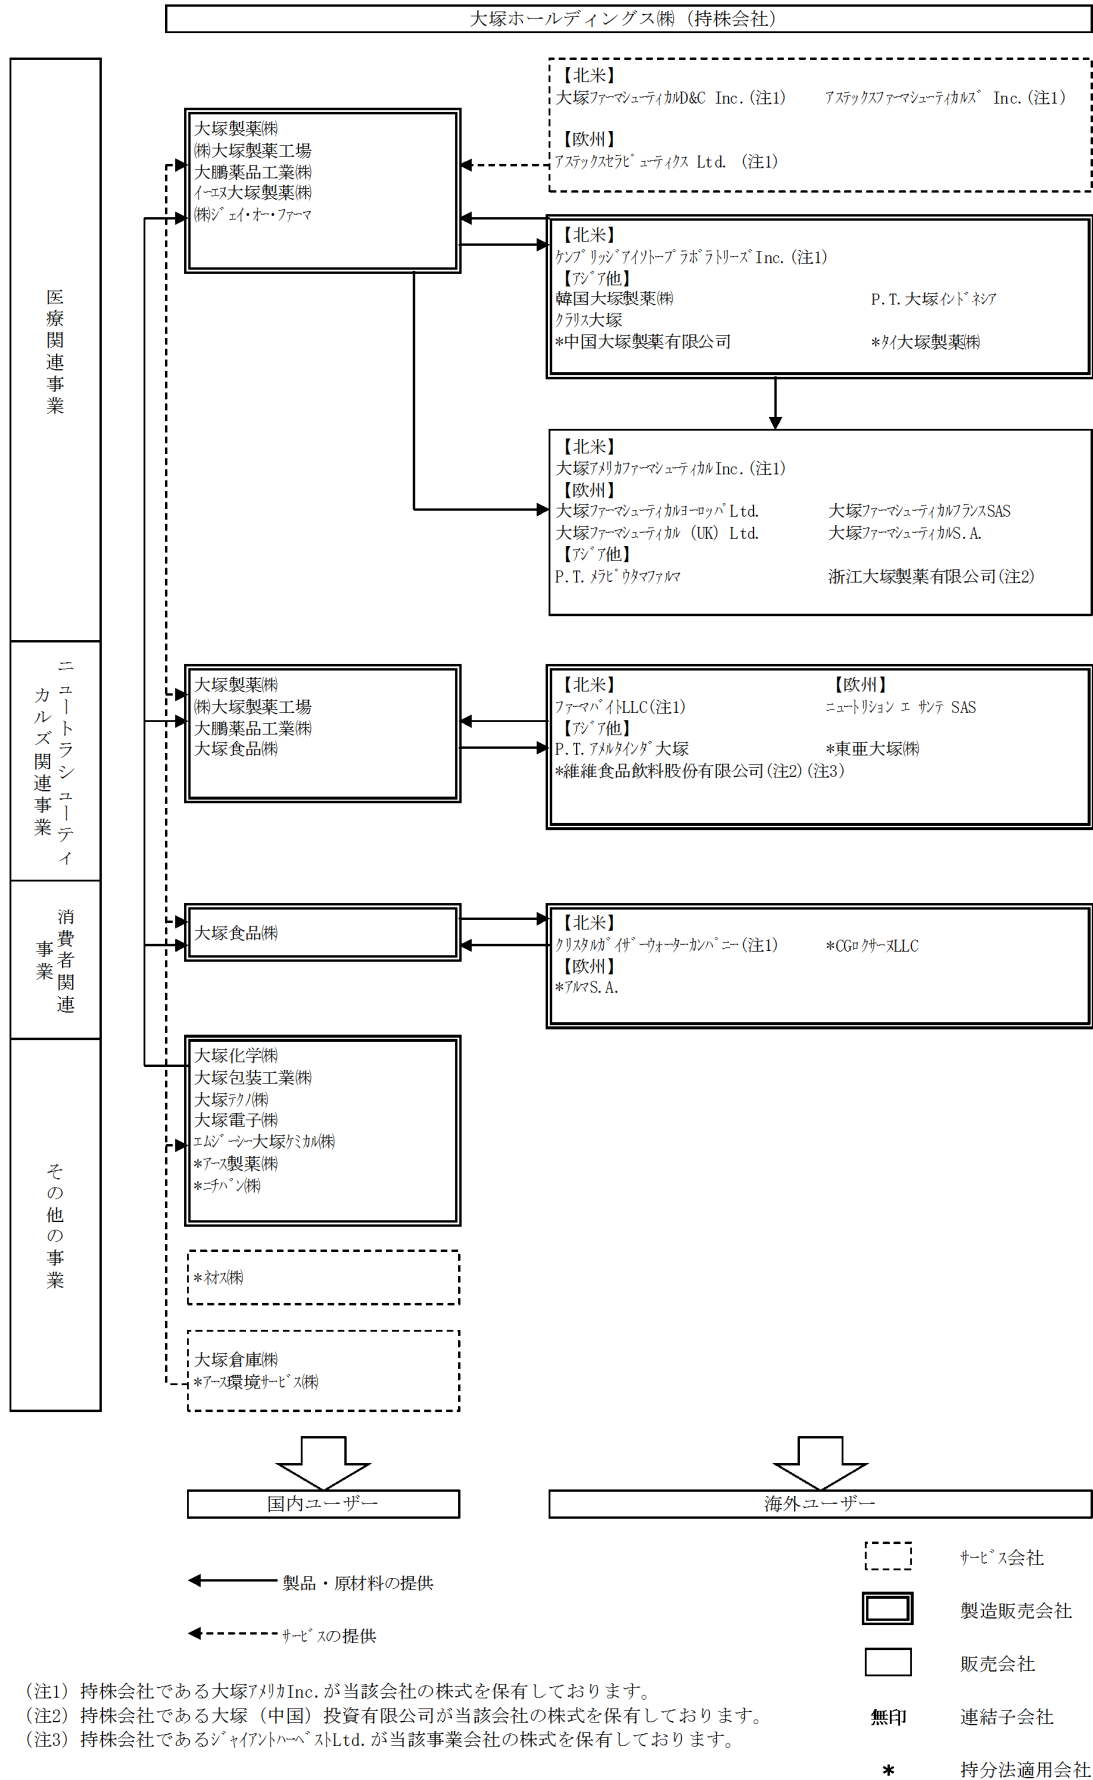 大塚ホールディングス㈱（持株会社）
医療関連事業
大塚製薬㈱
㈱大塚製薬工場
大鵬薬品工業㈱
ｲｰｴﾇ大塚製薬㈱
㈱ｼﾞｪｲ・ｵｰ・ﾌｧｰﾏ
【北米】
大塚ﾌｧｰﾏｼｭｰﾃｨｶﾙD&C Inc.(注1) ｱｽﾃｯｸｽﾌｧｰﾏｼｭｰﾃｨｶﾙｽﾞ Inc.(注1)
【欧州】
ｱｽﾃｯｸｽｾﾗﾋﾟｭｰﾃｨｸｽ Ltd. (注1)
【北米】
ｹﾝﾌﾞﾘｯｼﾞｱｲｿﾄｰﾌﾟﾗﾎﾞﾗﾄﾘｰｽﾞInc.(注1)
【ｱｼﾞｱ他】
韓国大塚製薬㈱ P.T.大塚ｲﾝﾄﾞﾈｼｱ
ｸﾗﾘｽ大塚
*中国大塚製薬有限公司 *ﾀｲ大塚製薬㈱
【北米】
大塚ｱﾒﾘｶﾌｧｰﾏｼｭｰﾃｨｶﾙInc.(注1)
【欧州】
大塚ﾌｧｰﾏｼｭｰﾃｨｶﾙﾖｰﾛｯﾊﾟLtd. 大塚ﾌｧｰﾏｼｭｰﾃｨｶﾙﾌﾗﾝｽSAS
大塚ﾌｧｰﾏｼｭｰﾃｨｶﾙ (UK) Ltd. 大塚ﾌｧｰﾏｼｭｰﾃｨｶﾙS.A.
【ｱｼﾞｱ他】
P.T.ﾒﾗﾋﾟｳﾀﾏﾌｧﾙﾏ 浙江大塚製薬有限公司(注2)
ニュートラシューティ
カルズ関連事業
大塚製薬㈱
㈱大塚製薬工場
大鵬薬品工業㈱
大塚食品㈱
【北米】 【欧州】
ﾌｧｰﾏﾊﾞｲﾄLLC(注1) ﾆｭｰﾄﾘｼｮﾝ ｴ ｻﾝﾃ SAS
【ｱｼﾞｱ他】
P.T.ｱﾒﾙﾀｲﾝﾀﾞ大塚 *東亜大塚㈱
*維維食品飲料股份有限公司(注2)(注3)
消費者関連
事業
大塚食品㈱
【北米】
ｸﾘｽﾀﾙｶﾞｲｻﾞｰｳｫｰﾀｰｶﾝﾊﾟﾆｰ(注1) *CGﾛｸｻｰﾇLLC
【欧州】
*ｱﾙﾏS.A.
その他の事業
大塚化学㈱
大塚包装工業㈱
大塚ﾃｸﾉ㈱
大塚電子㈱
ｴﾑｼﾞｰｼｰ大塚ｹﾐｶﾙ㈱
*ｱｰｽ製薬㈱
*ﾆﾁﾊﾞﾝ㈱
*ﾈｵｽ㈱
大塚倉庫㈱
*ｱｰｽ環境ｻｰﾋﾞｽ㈱
国内ユーザー 海外ユーザー
製品・原材料の提供
ｻｰﾋﾞｽの提供
ｻｰﾋﾞｽ会社
製造販売会社
販売会社
無印 連結子会社
* 持分法適用会社
（注1）持株会社である大塚ｱﾒﾘｶInc.が当該会社の株式を保有しております。
（注2）持株会社である大塚（中国）投資有限公司が当該会社の株式を保有しております。
（注3）持株会社であるｼﾞｬｲｱﾝﾄﾊｰﾍﾞｽﾄLtd.が当該事業会社の株式を保有しております。